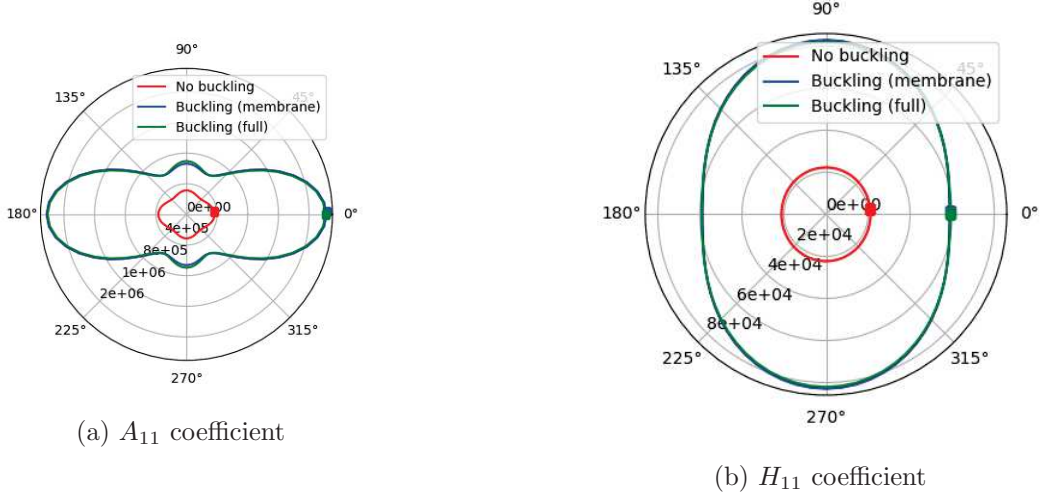 90°
No buckling
Buckling (membrane)
Buckling (full)
45°
135°
180°
0°
0e+00
4e+05
8e+05
1e+06
2e+06
225°
315°
270°
(a) A₁₁ coefficient
90°
No buckling
Buckling (membrane)
Buckling (full)
45°
135°
180°
0°
0e+00
2e+04
4e+04
6e+04
8e+04
225°
315°
270°
(b) H₁₁ coefficient